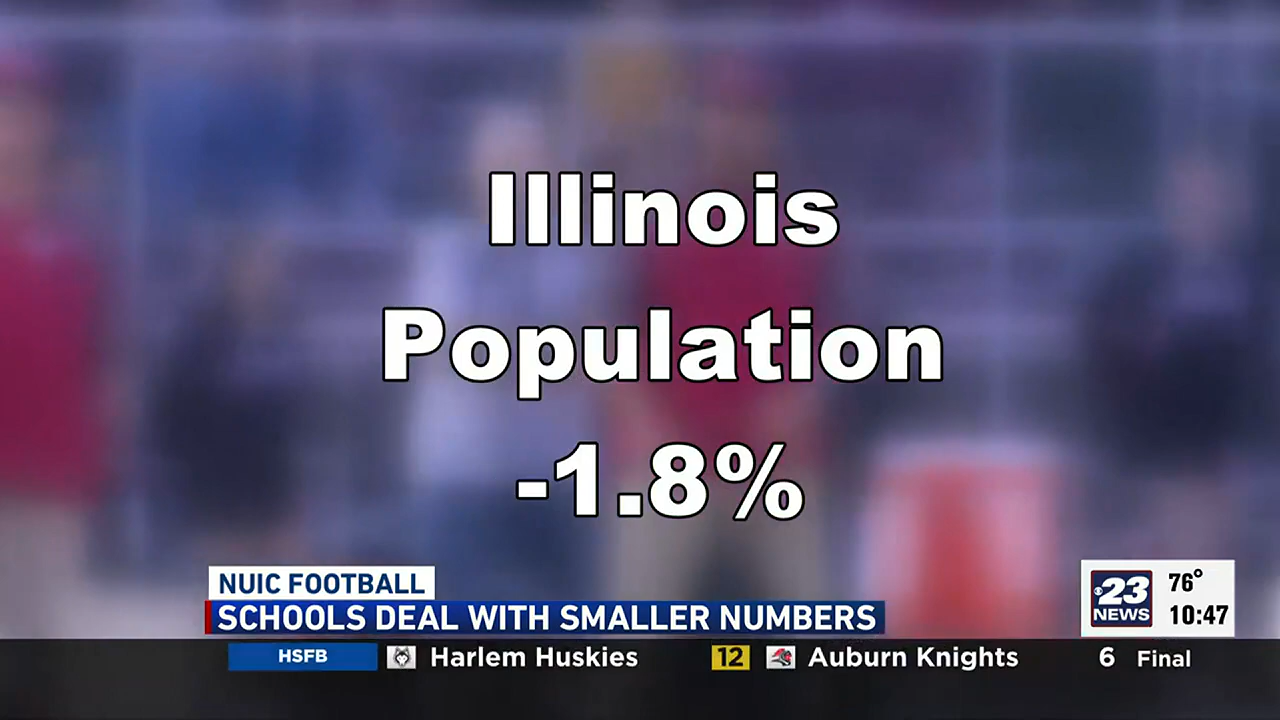 Illinois
Population
-1.8%
NUIC FOOTBALL
SCHOOLS DEAL WITH SMALLER NUMBERS
23 NEWS
76°
10:47
HSFB Harlem Huskies 12 Auburn Knights 6 Final